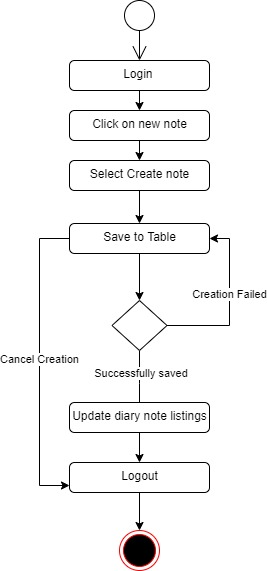 Login
Click on new note
Select Create note
Save to Table
Creation Failed
Cancel Creation
Successfully saved
Update diary note listings
Logout